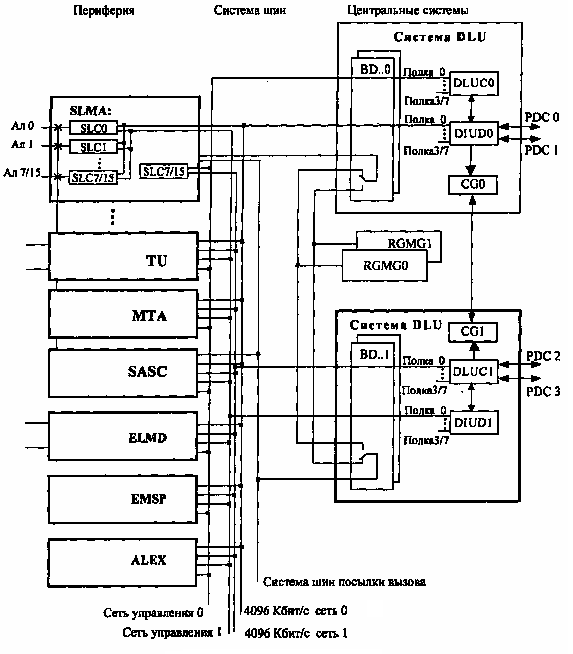 Периферия
Система шин
Центральные системы
Система DLU
BD..0
Полка 0
DLUC0
Полка3/7
SLMA:
Ал 0
SLC0
Ал 1
SLC1
Ал 7/15
SLC7/15
SLC7/15
Полка 0
DIUD0
Полка3/7
PDC 0
PDC 1
CG0
RGMG1
RGMG0
TU
MTA
SASC
ELMD
EMSP
ALEX
Система DLU
CG1
BD..1
Полка 0
DLUC1
Полка3/7
PDC 2
PDC 3
Полка 0
DIUD1
Полка3/7
Система шин посылки вызова
Сеть управления 0
4096 Кбит/с сеть 0
Сеть управления 1
4096 Кбит/с сеть 1